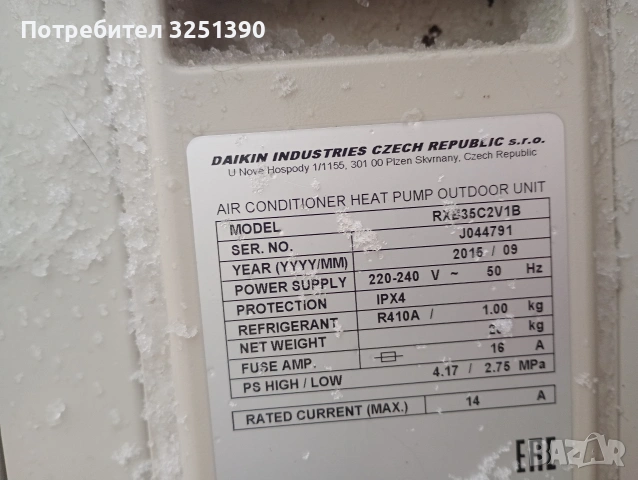 Потребител 3251390
DAIKIN INDUSTRIES CZECH REPUBLIC s.r.o.
U Nové Hospody 1/1155, 301 00 Plzen Skvrnany, Czech Republic
AIR CONDITIONER HEAT PUMP OUTDOOR UNIT
MODEL RXB35C2V1B
SER. NO. J044791
YEAR (YYYY/MM) 2015 / 09
POWER SUPPLY 220-240 V ~ 50 Hz
PROTECTION IPX4
REFRIGERANT R410A / 1.00 kg
NET WEIGHT kg
FUSE AMP. 16 A
PS HIGH / LOW 4.17 / 2.75 MPa
RATED CURRENT (MAX.) 14 A
EAC
BAZAR